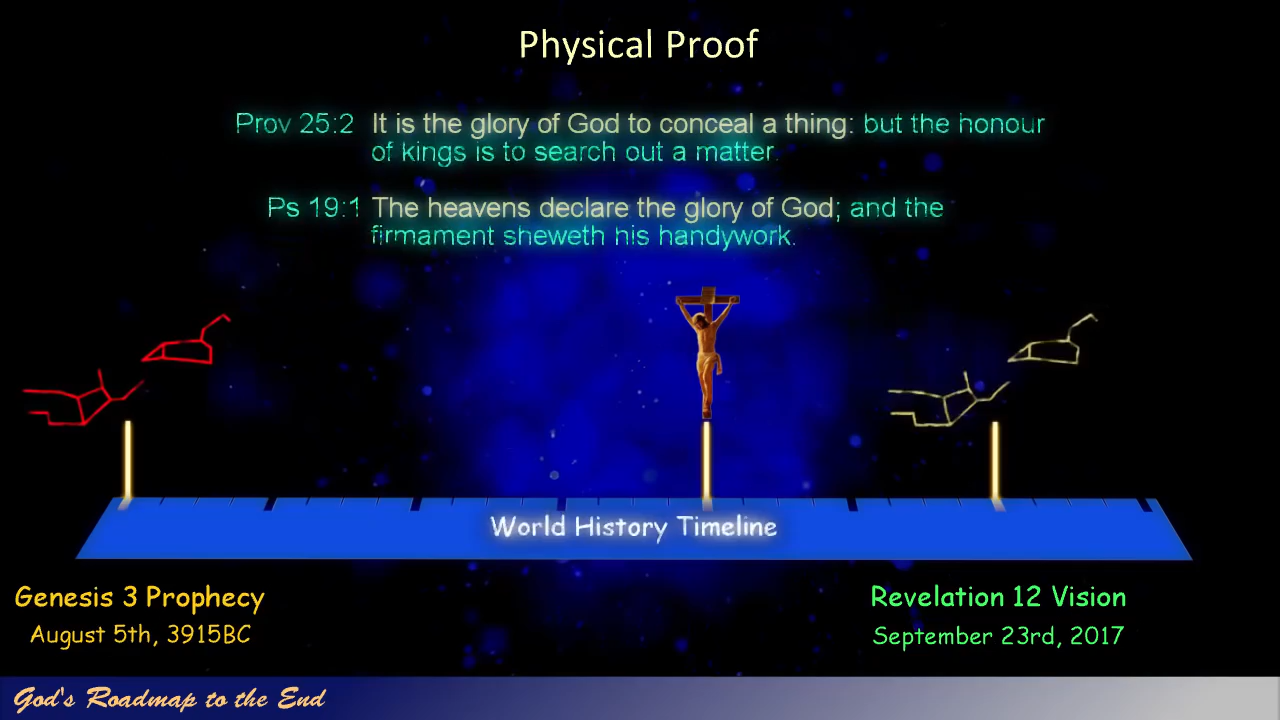 Physical Proof
Prov 25:2 It is the glory of God to conceal a thing: but the honour
of kings is to search out a matter.
Ps 19:1 The heavens declare the glory of God; and the
firmament sheweth his handywork.
World History Timeline
Genesis 3 Prophecy
August 5th, 3915BC
Revelation 12 Vision
September 23rd, 2017
God's Roadmap to the End